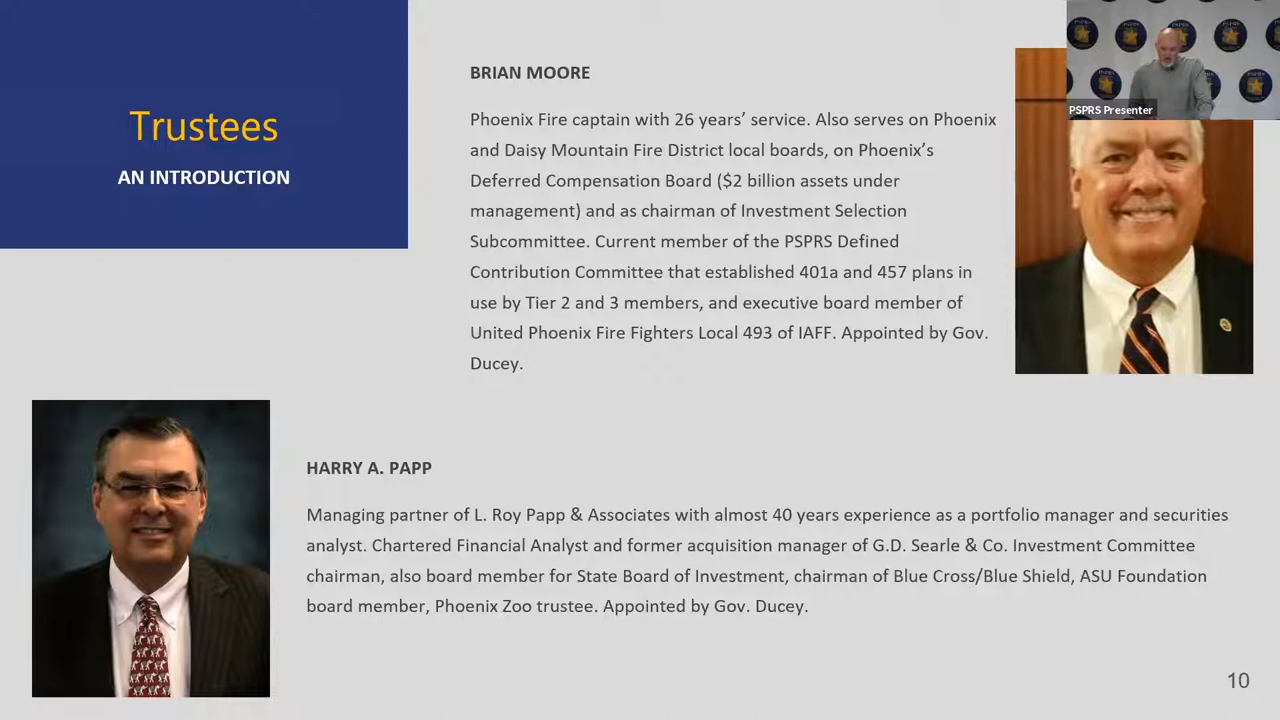 Trustees
AN INTRODUCTION
BRIAN MOORE
Phoenix Fire captain with 26 years’ service. Also serves on Phoenix
and Daisy Mountain Fire District local boards, on Phoenix’s
Deferred Compensation Board ($2 billion assets under
management) and as chairman of Investment Selection
Subcommittee. Current member of the PSPRS Defined
Contribution Committee that established 401a and 457 plans in
use by Tier 2 and 3 members, and executive board member of
United Phoenix Fire Fighters Local 493 of IAFF. Appointed by Gov.
Ducey.
PSPRS Presenter
HARRY A. PAPP
Managing partner of L. Roy Papp & Associates with almost 40 years experience as a portfolio manager and securities
analyst. Chartered Financial Analyst and former acquisition manager of G.D. Searle & Co. Investment Committee
chairman, also board member for State Board of Investment, chairman of Blue Cross/Blue Shield, ASU Foundation
board member, Phoenix Zoo trustee. Appointed by Gov. Ducey.
10